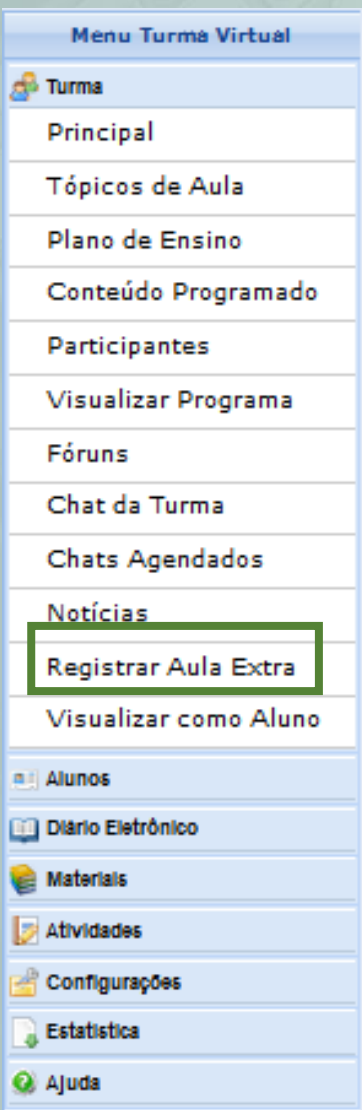 Menu Turma Virtual
Turma
Principal
Tópicos de Aula
Plano de Ensino
Conteúdo Programado
Participantes
Visualizar Programa
Fóruns
Chat da Turma
Chats Agendados
Notícias
Registrar Aula Extra
Visualizar como Aluno
Alunos
Diário Eletrônico
Materiais
Atividades
Configurações
Estatística
Ajuda